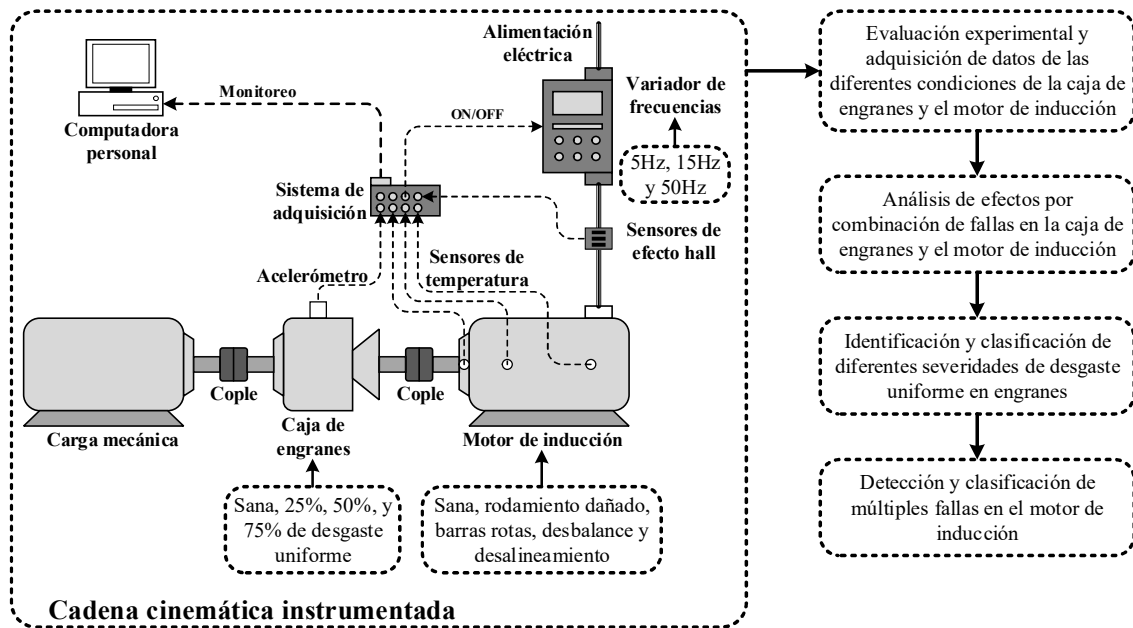 Alimentación
eléctrica
Monitoreo
ON/OFF
Variador de
frecuencias
Computadora
personal
5Hz, 15Hz
y 50Hz
Sistema de
adquisición
Sensores de
efecto hall
Sensores de
temperatura
Acelerómetro
Cople
Cople
Carga mecánica
Caja de
engranes
Motor de inducción
Sana, 25%, 50%, y
75% de desgaste
uniforme
Sana, rodamiento dañado,
barras rotas, desbalance y
desalineamiento
Cadena cinemática instrumentada
Evaluación experimental y
adquisición de datos de las
diferentes condiciones de la caja de
engranes y el motor de inducción
Análisis de efectos por
combinación de fallas en la caja de
engranes y el motor de inducción
Identificación y clasificación de
diferentes severidades de desgaste
uniforme en engranes
Detección y clasificación de
múltiples fallas en el motor de
inducción